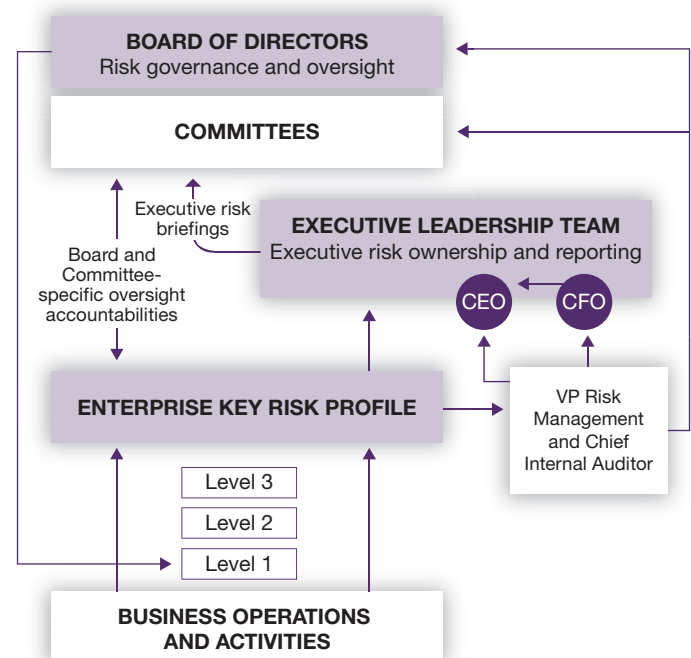 BOARD OF DIRECTORS
Risk governance and oversight
COMMITTEES
Executive risk
briefings
Board and
Committee-
specific oversight
accountabilities
EXECUTIVE LEADERSHIP TEAM
Executive risk ownership and reporting
CEO
CFO
ENTERPRISE KEY RISK PROFILE
VP Risk
Management
and Chief
Internal Auditor
Level 3
Level 2
Level 1
BUSINESS OPERATIONS
AND ACTIVITIES